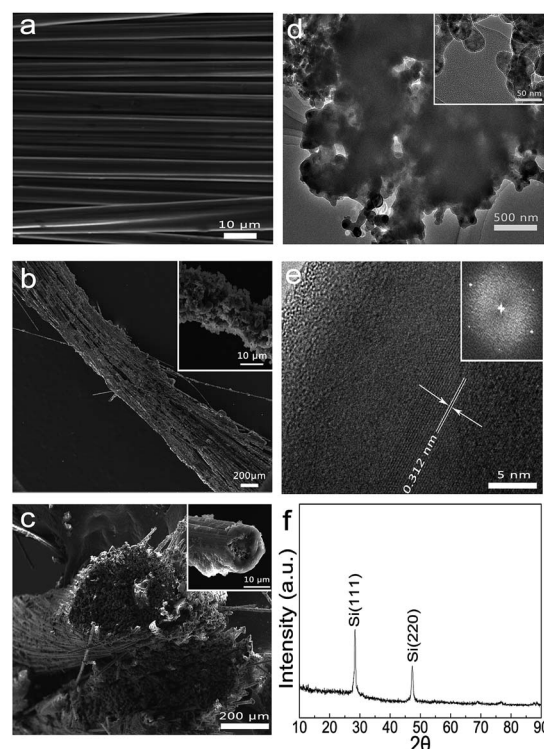 a
10 μm
b
10 μm
200μm
c
10 μm
200 μm
d
50 nm
500 nm
e
0.312 nm
5 nm
f
Intensity (a.u.)
Si(111)
Si(220)
10 20 30 40 50 60 70 80 90
2θ